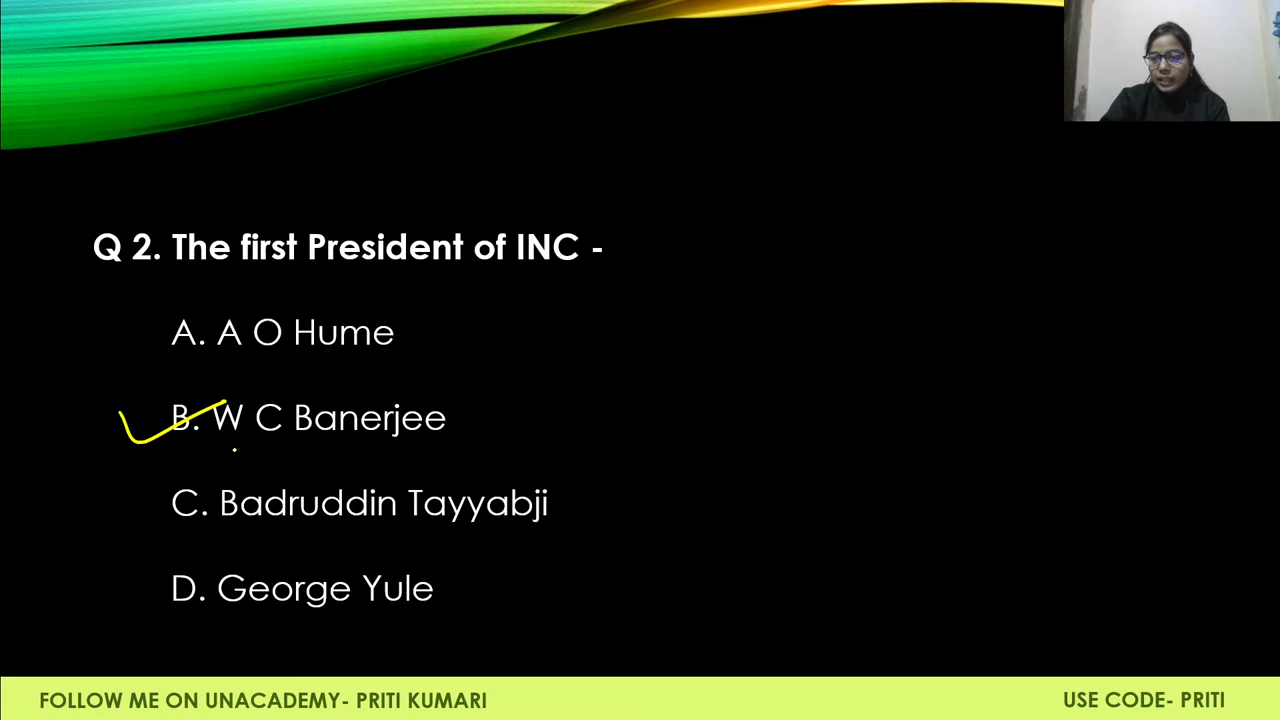 Q 2. The first President of INC -
A. A O Hume
B. W C Banerjee
C. Badruddin Tayyabji
D. George Yule
FOLLOW ME ON UNACADEMY- PRITI KUMARI
USE CODE- PRITI